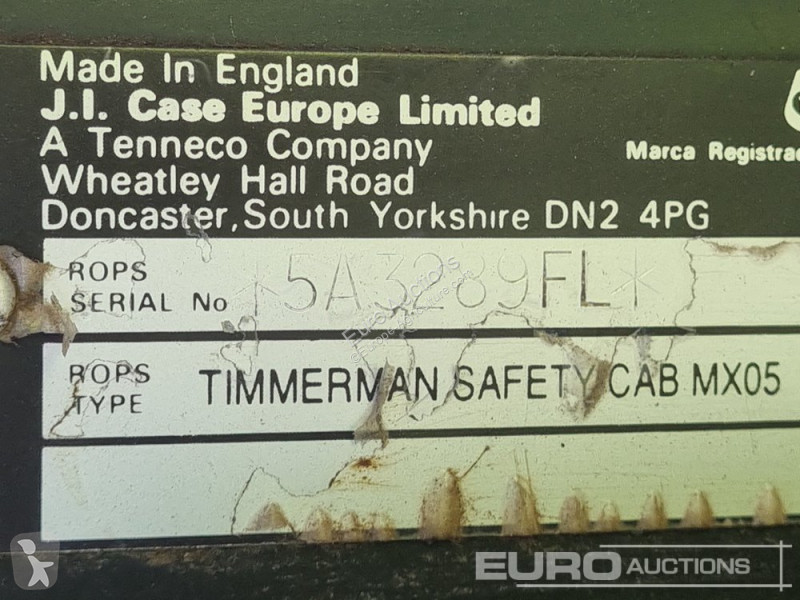 Made In England
J.I. Case Europe Limited
A Tenneco Company
Marca Registrad
Wheatley Hall Road
Doncaster, South Yorkshire DN2 4PG
ROPS
SERIAL No *5A3289FL*
ROPS
TYPE TIMMERMAN SAFETY CAB MX05
EURO AUCTIONS